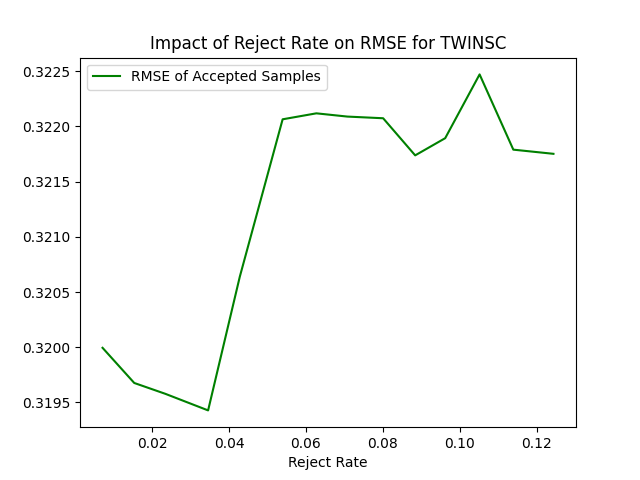 Impact of Reject Rate on RMSE for TWINSC
RMSE of Accepted Samples
0.3225
0.3220
0.3215
0.3210
0.3205
0.3200
0.3195
0.02 0.04 0.06 0.08 0.10 0.12
Reject Rate